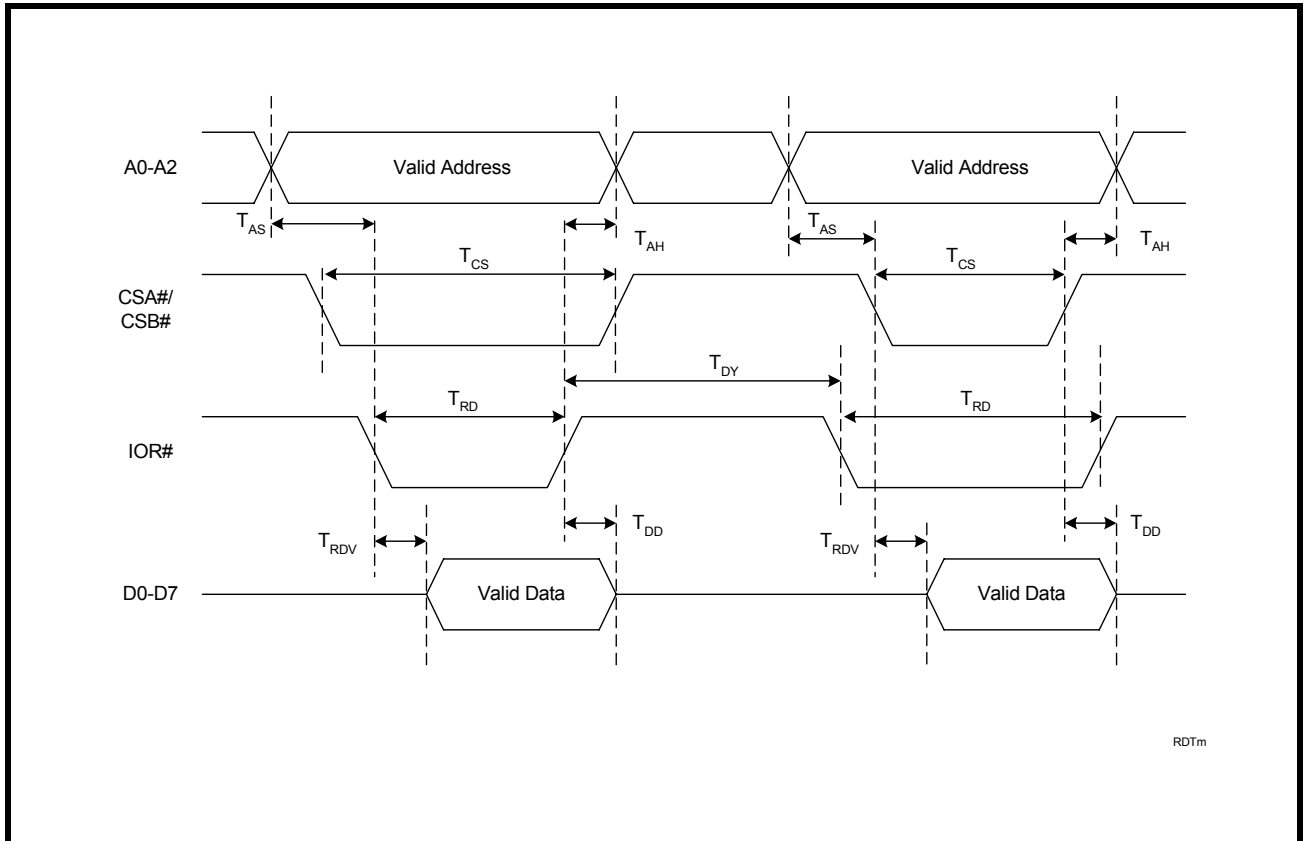 A0-A2
Valid Address
Valid Address
TAS
TAH
TAS
TAH
CSA#/
CSB#
TCS
TCS
TDY
IOR#
TRD
TRD
TRDV
TDD
TRDV
TDD
D0-D7
Valid Data
Valid Data
RDTm